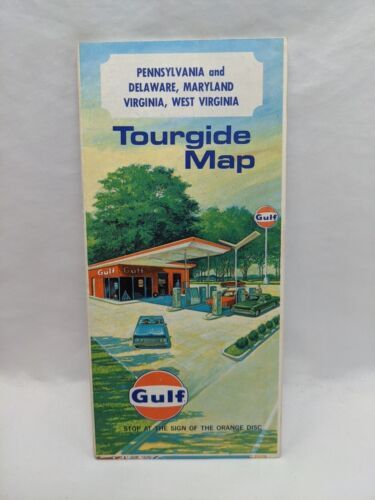 PENNSYLVANIA and
DELAWARE, MARYLAND
VIRGINIA, WEST VIRGINIA
Tourgide
Map
Gulf
Gulf Gulf
Gulf
STOP AT THE SIGN OF THE ORANGE DISC